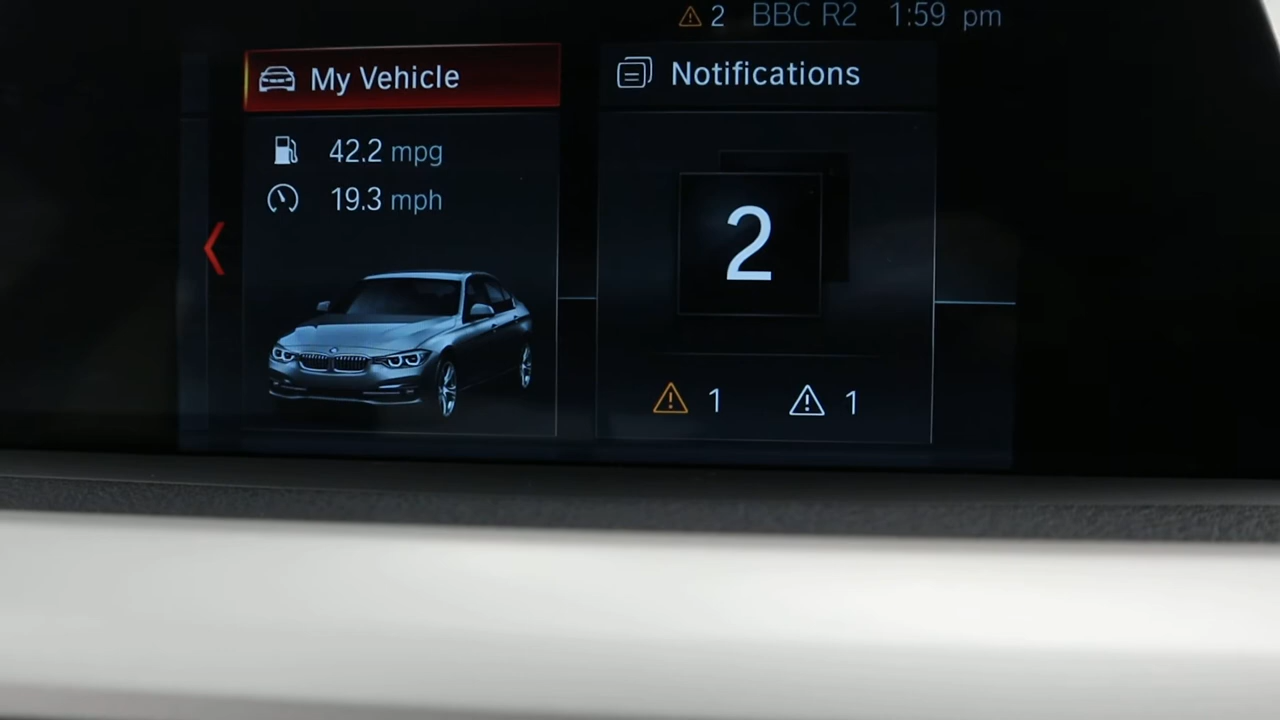 2 BBC R2 1:59 pm
My Vehicle
Notifications
42.2 mpg
19.3 mph
2
1 1